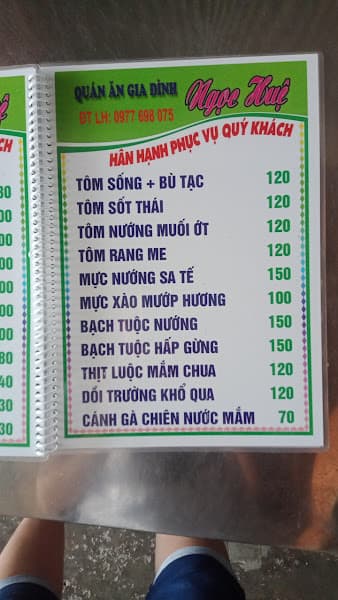 QUÁN ĂN GIA ĐÌNH Ngọc Huệ
ĐT LH: 0977 698 075
HÂN HẠNH PHỤC VỤ QUÝ KHÁCH
TÔM SỐNG + BÙ TẠC 120
TÔM SỐT THÁI 120
TÔM NƯỚNG MUỐI ỚT 120
TÔM RANG ME 120
MỰC NƯỚNG SA TẾ 150
MỰC XÀO MƯỚP HƯƠNG 100
BẠCH TUỘC NƯỚNG 150
BẠCH TUỘC HẤP GỪNG 150
THỊT LUỘC MẮM CHUA 120
DỒI TRƯỜNG KHỔ QUA 120
CÁNH GÀ CHIÊN NƯỚC MẮM 70